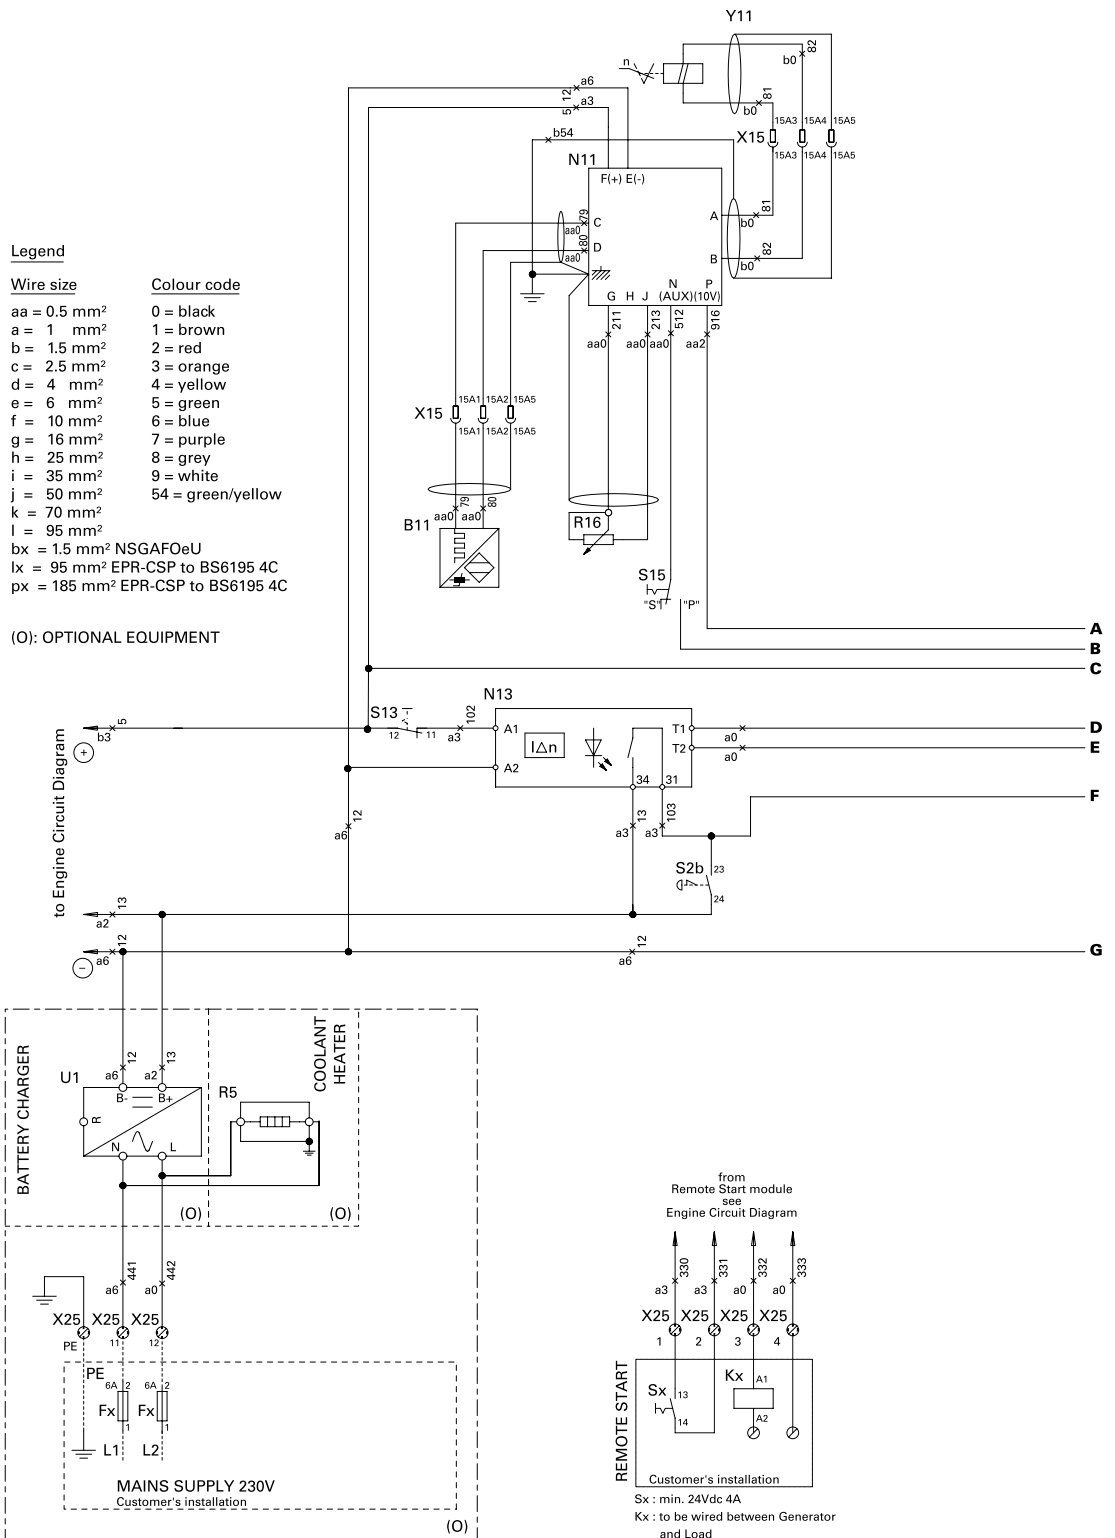 Y11
n
82
b0
81
b0
a6
12
a3
5
b54
15A3 15A4 15A5
X15
15A3 15A4 15A5
N11
F(+) E(-)
79
aa0
C
80
aa0
D
A
81
b0
B
82
b0
N P
G H J (AUX)(10V)
211
213
512
916
aa0
aa0
aa0
aa2
Legend
Wire size Colour code
aa = 0.5 mm² 0 = black
a = 1 mm² 1 = brown
b = 1.5 mm² 2 = red
c = 2.5 mm² 3 = orange
d = 4 mm² 4 = yellow
e = 6 mm² 5 = green
f = 10 mm² 6 = blue
g = 16 mm² 7 = purple
h = 25 mm² 8 = grey
i = 35 mm² 9 = white
j = 50 mm² 54 = green/yellow
k = 70 mm²
l = 95 mm²
bx = 1.5 mm² NSGAFOeU
lx = 95 mm² EPR-CSP to BS6195 4C
px = 185 mm² EPR-CSP to BS6195 4C
(O): OPTIONAL EQUIPMENT
15A1 15A2 15A5
X15
15A1 15A2 15A5
79
80
aa0 aa0
B11
R16
S15
"S" "P"
A
B
C
N13
S13
12 11
102
a3
5
b3
+
A1
A2
I∆n
T1
T2
a0
a0
D
E
34 31
13
103
a3 a3
F
12
a6
S2b
23
24
to Engine Circuit Diagram
13
a2
12
a6
-
12
a6
G
BATTERY CHARGER
COOLANT
HEATER
12
13
a6 a2
U1
B- B+
R
N L
R5
(O)
(O)
441
442
a6 a0
X25 X25 X25
PE 11 12
PE
6A 2 6A 2
Fx Fx
1 1
L1 L2
MAINS SUPPLY 230V
Customer's installation
(O)
from
Remote Start module
see
Engine Circuit Diagram
330
331
332
333
a3 a3 a0 a0
X25 X25 X25 X25
1 2 3 4
REMOTE START
Sx
13
14
Kx
A1
A2
Customer's installation
Sx : min. 24Vdc 4A
Kx : to be wired between Generator
and Load